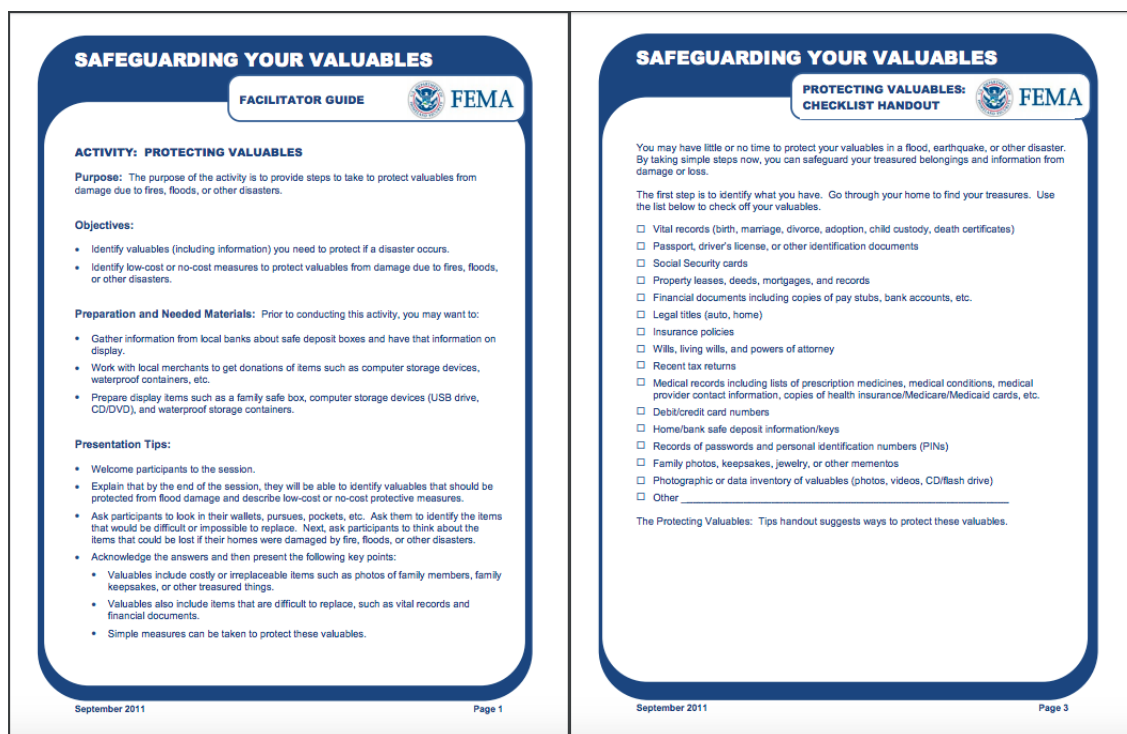 SAFEGUARDING YOUR VALUABLES
FACILITATOR GUIDE
FEMA
ACTIVITY: PROTECTING VALUABLES
Purpose: The purpose of the activity is to provide steps to take to protect valuables from
damage due to fires, floods, or other disasters.
Objectives:
• Identify valuables (including information) you need to protect if a disaster occurs.
• Identify low-cost or no-cost measures to protect valuables from damage due to fires, floods,
or other disasters.
Preparation and Needed Materials: Prior to conducting this activity, you may want to:
• Gather information from local banks about safe deposit boxes and have that information on
display.
• Work with local merchants to get donations of items such as computer storage devices,
waterproof containers, etc.
• Prepare display items such as a family safe box, computer storage devices (USB drive,
CD/DVD), and waterproof storage containers.
Presentation Tips:
• Welcome participants to the session.
• Explain that by the end of the session, they will be able to identify valuables that should be
protected from flood damage and describe low-cost or no-cost protective measures.
• Ask participants to look in their wallets, pursues, pockets, etc. Ask them to identify the items
that would be difficult or impossible to replace. Next, ask participants to think about the
items that could be lost if their homes were damaged by fire, floods, or other disasters.
• Acknowledge the answers and then present the following key points:
• Valuables include costly or irreplaceable items such as photos of family members, family
keepsakes, or other treasured things.
• Valuables also include items that are difficult to replace, such as vital records and
financial documents.
• Simple measures can be taken to protect these valuables.
September 2011
Page 1
SAFEGUARDING YOUR VALUABLES
PROTECTING VALUABLES:
CHECKLIST HANDOUT
FEMA
You may have little or no time to protect your valuables in a flood, earthquake, or other disaster.
By taking simple steps now, you can safeguard your treasured belongings and information from
damage or loss.
The first step is to identify what you have. Go through your home to find your treasures. Use
the list below to check off your valuables.
☐ Vital records (birth, marriage, divorce, adoption, child custody, death certificates)
☐ Passport, driver's license, or other identification documents
☐ Social Security cards
☐ Property leases, deeds, mortgages, and records
☐ Financial documents including copies of pay stubs, bank accounts, etc.
☐ Legal titles (auto, home)
☐ Insurance policies
☐ Wills, living wills, and powers of attorney
☐ Recent tax returns
☐ Medical records including lists of prescription medicines, medical conditions, medical
provider contact information, copies of health insurance/Medicare/Medicaid cards, etc.
☐ Debit/credit card numbers
☐ Home/bank safe deposit information/keys
☐ Records of passwords and personal identification numbers (PINs)
☐ Family photos, keepsakes, jewelry, or other mementos
☐ Photographic or data inventory of valuables (photos, videos, CD/flash drive)
☐ Other ____________________
The Protecting Valuables: Tips handout suggests ways to protect these valuables.
September 2011
Page 3